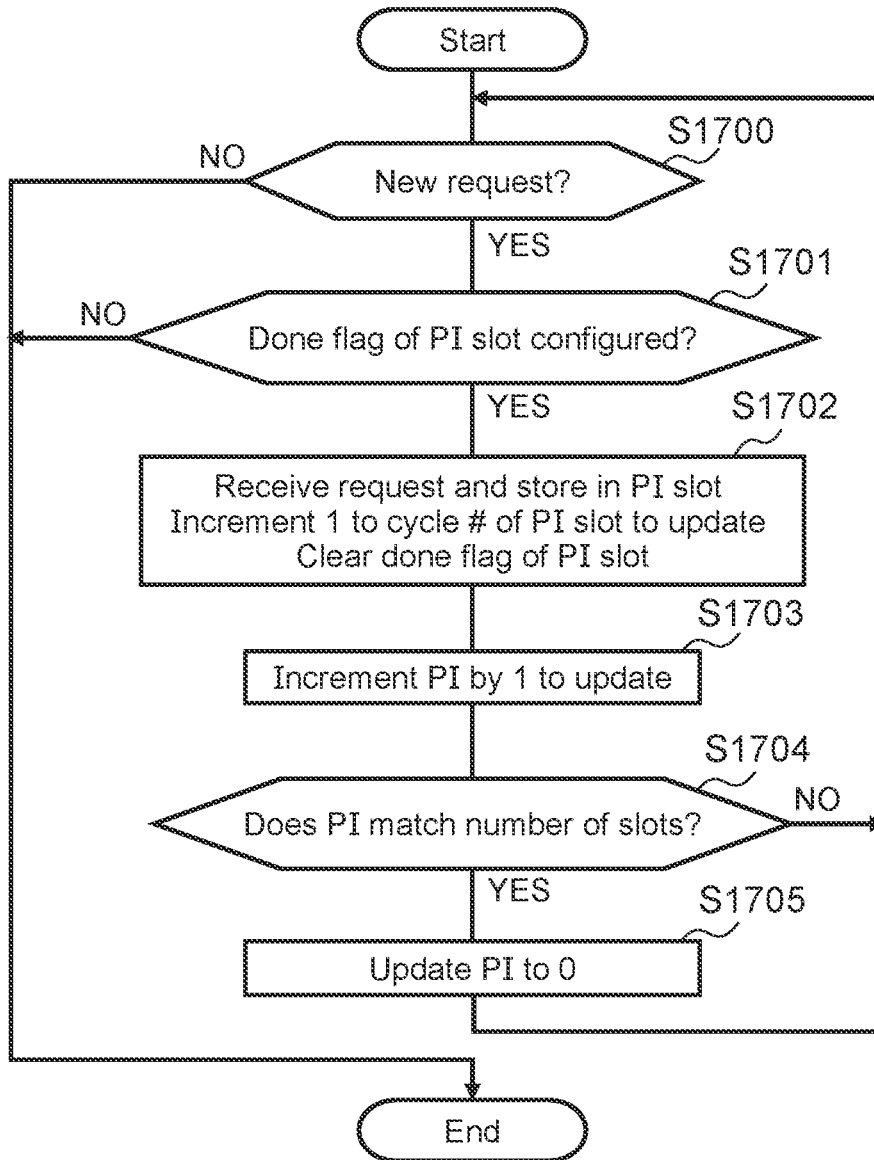 Start
S1700
NO
New request?
YES
S1701
NO
Done flag of PI slot configured?
YES
S1702
Receive request and store in PI slot
Increment 1 to cycle # of PI slot to update
Clear done flag of PI slot
S1703
Increment PI by 1 to update
S1704
NO
Does PI match number of slots?
YES
S1705
Update PI to 0
End